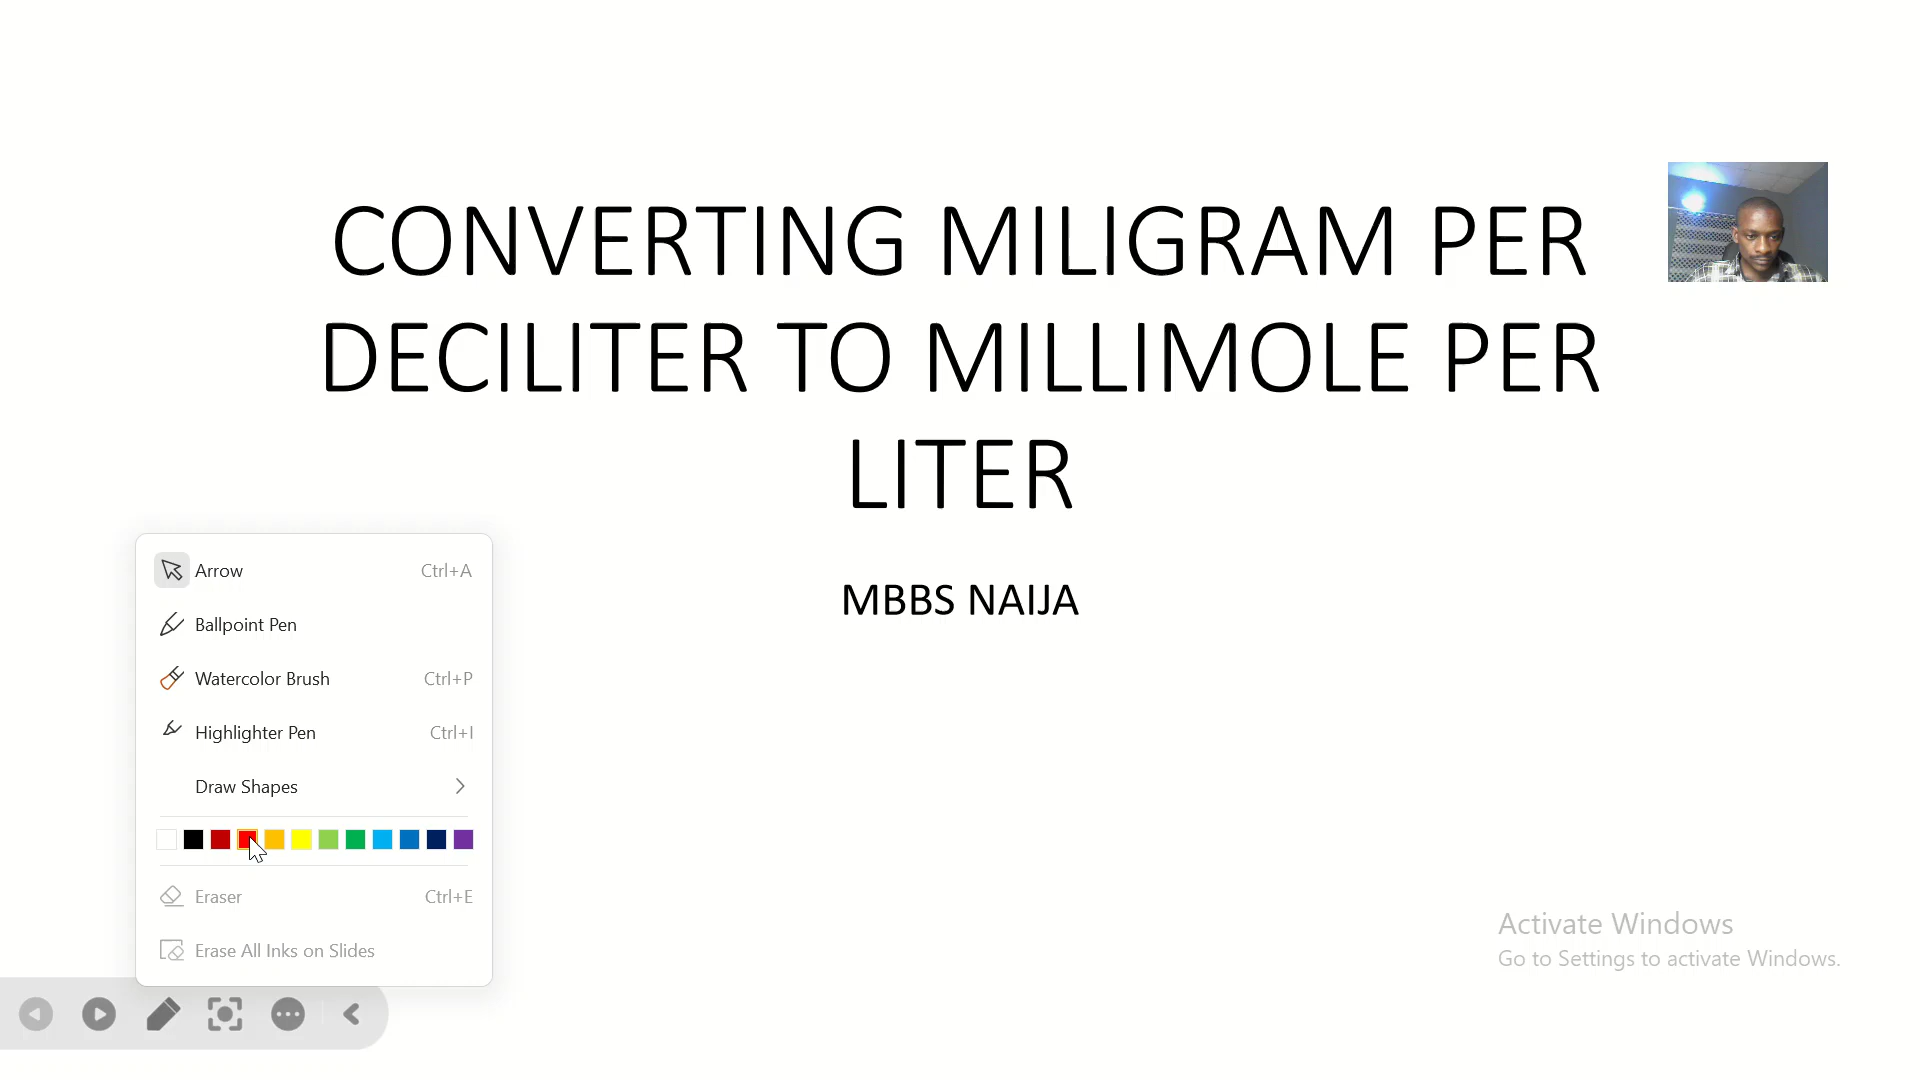 CONVERTING MILIGRAM PER
DECILITER TO MILLIMOLE PER
LITER
MBBS NAIJA
Arrow Ctrl+A
Ballpoint Pen
Watercolor Brush Ctrl+P
Highlighter Pen Ctrl+I
Draw Shapes
Eraser Ctrl+E
Erase All Inks on Slides
Activate Windows
Go to Settings to activate Windows.